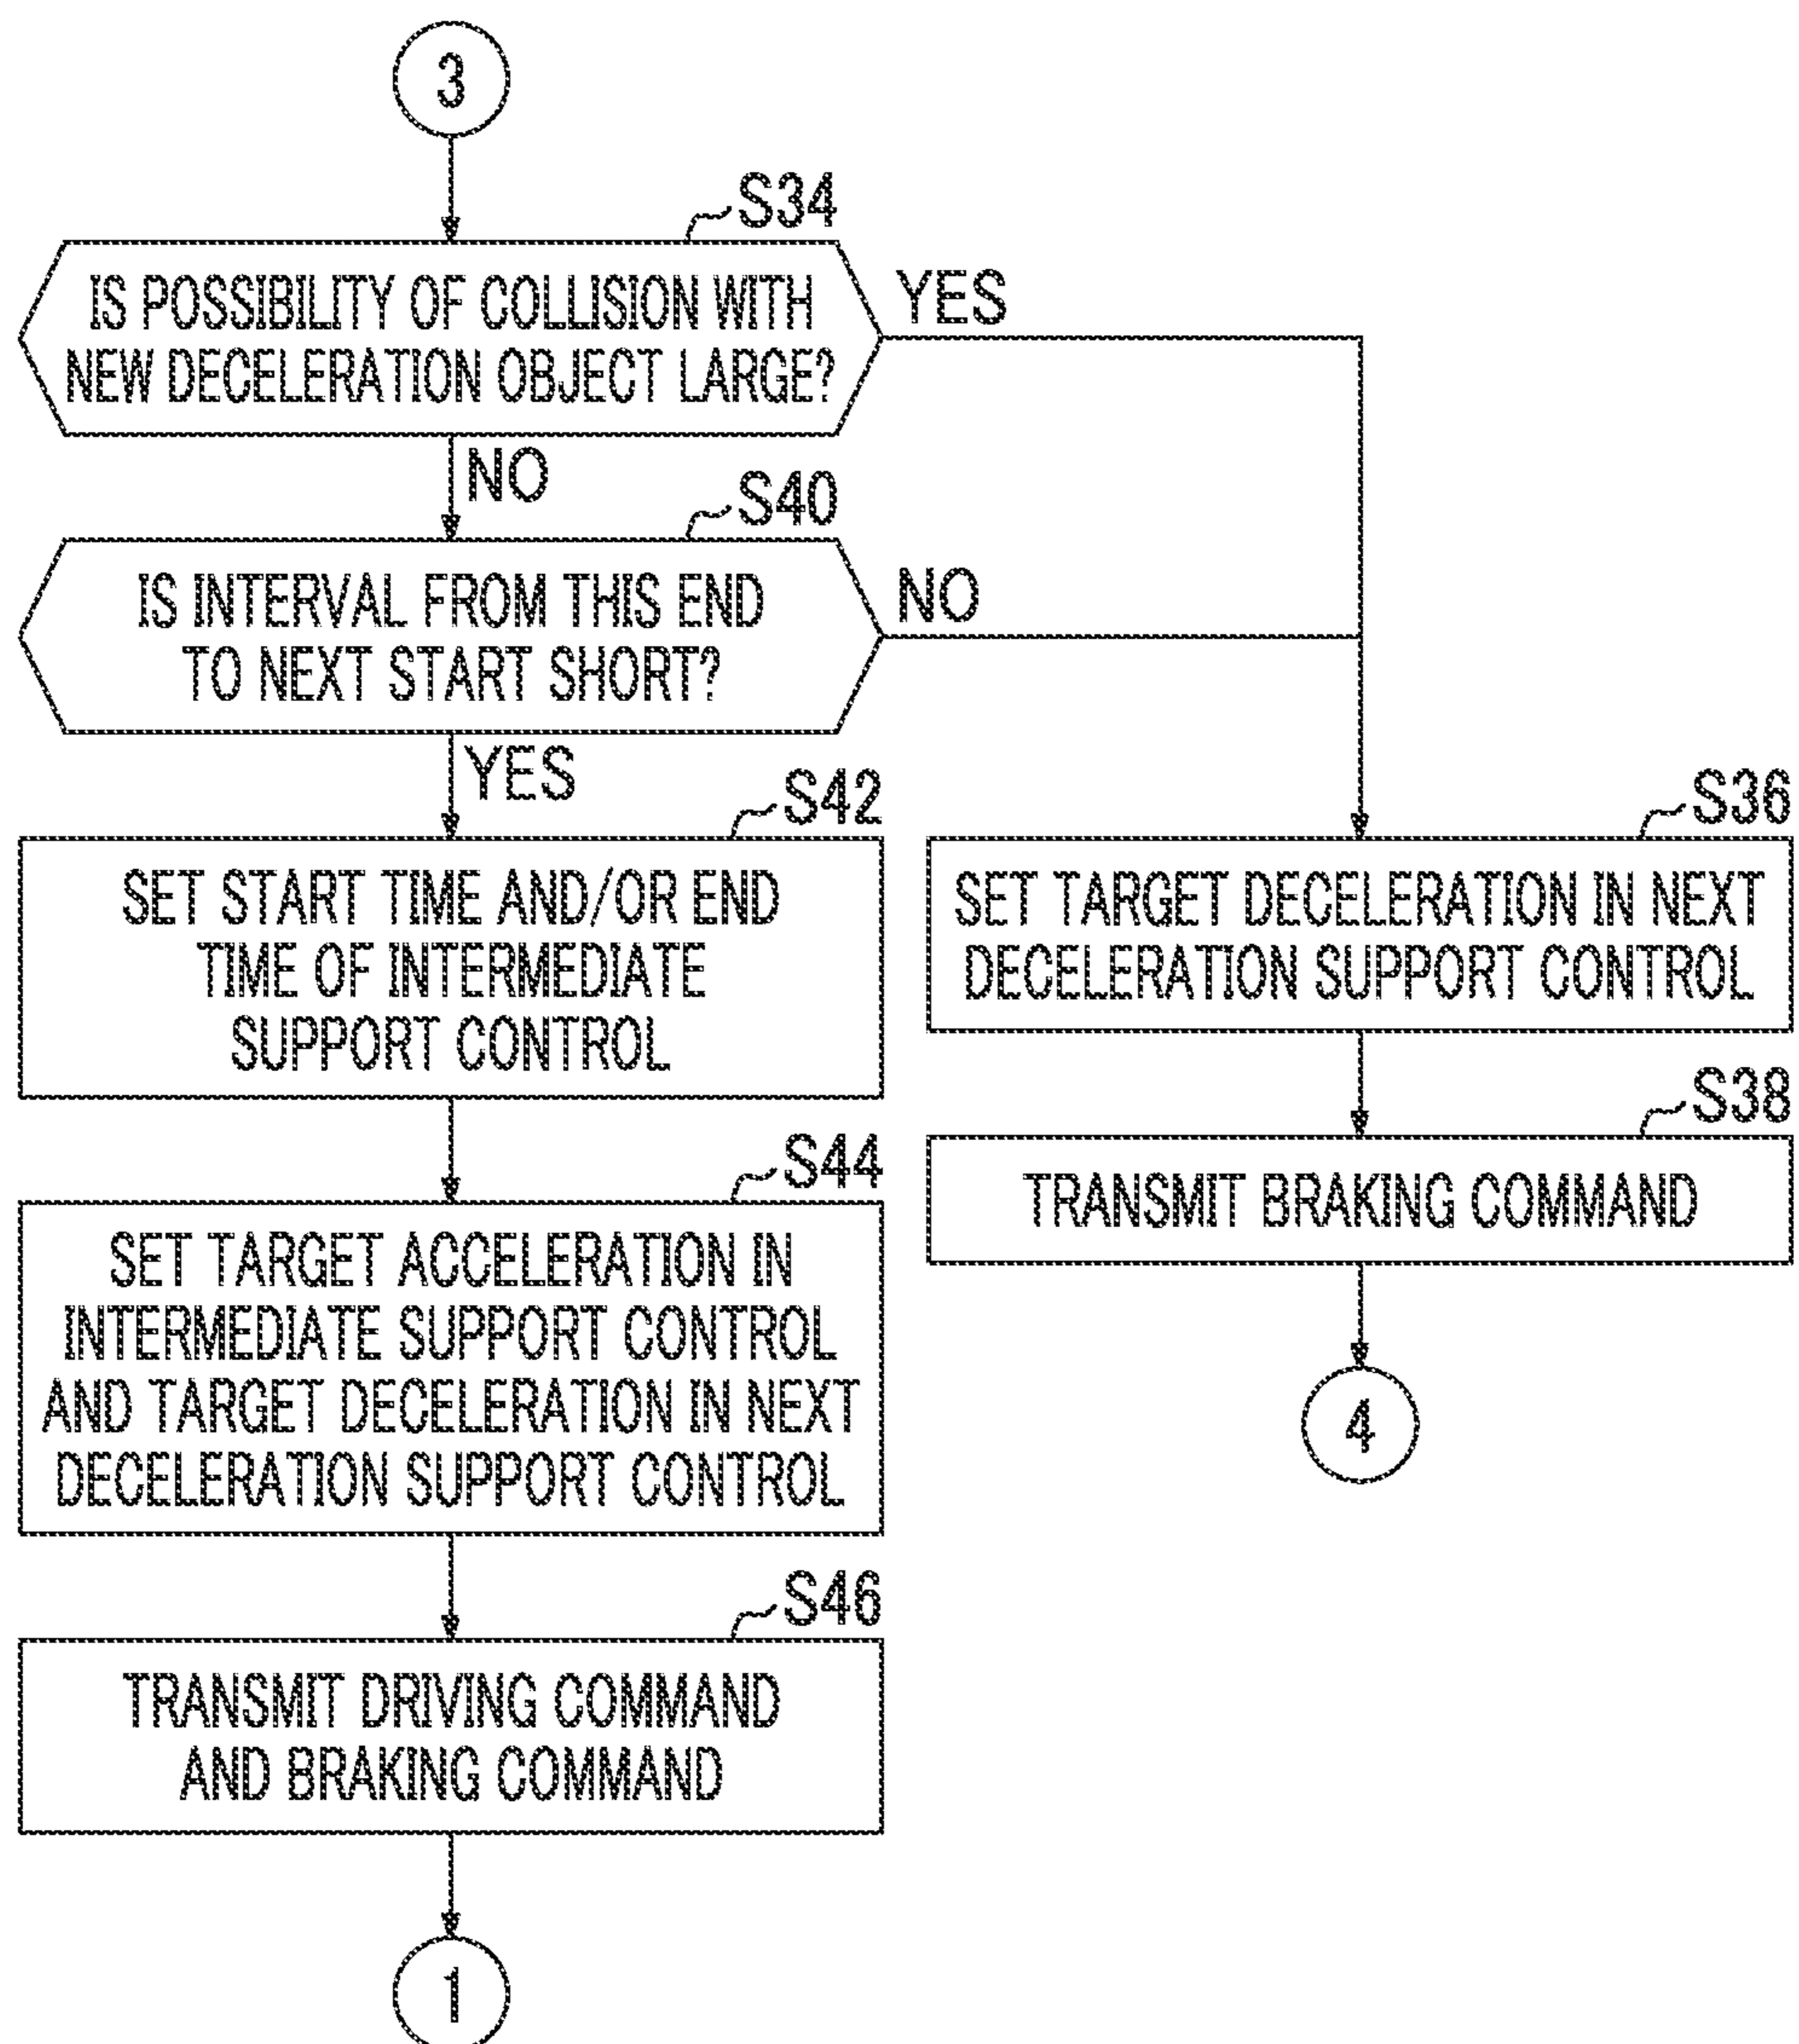 3
S34
IS POSSIBILITY OF COLLISION WITH
NEW DECELERATION OBJECT LARGE?
YES
NO
S40
IS INTERVAL FROM THIS END
TO NEXT START SHORT?
NO
YES
S42
SET START TIME AND/OR END
TIME OF INTERMEDIATE
SUPPORT CONTROL
S44
SET TARGET ACCELERATION IN
INTERMEDIATE SUPPORT CONTROL
AND TARGET DECELERATION IN NEXT
DECELERATION SUPPORT CONTROL
S46
TRANSMIT DRIVING COMMAND
AND BRAKING COMMAND
1
S36
SET TARGET DECELERATION IN NEXT
DECELERATION SUPPORT CONTROL
S38
TRANSMIT BRAKING COMMAND
4